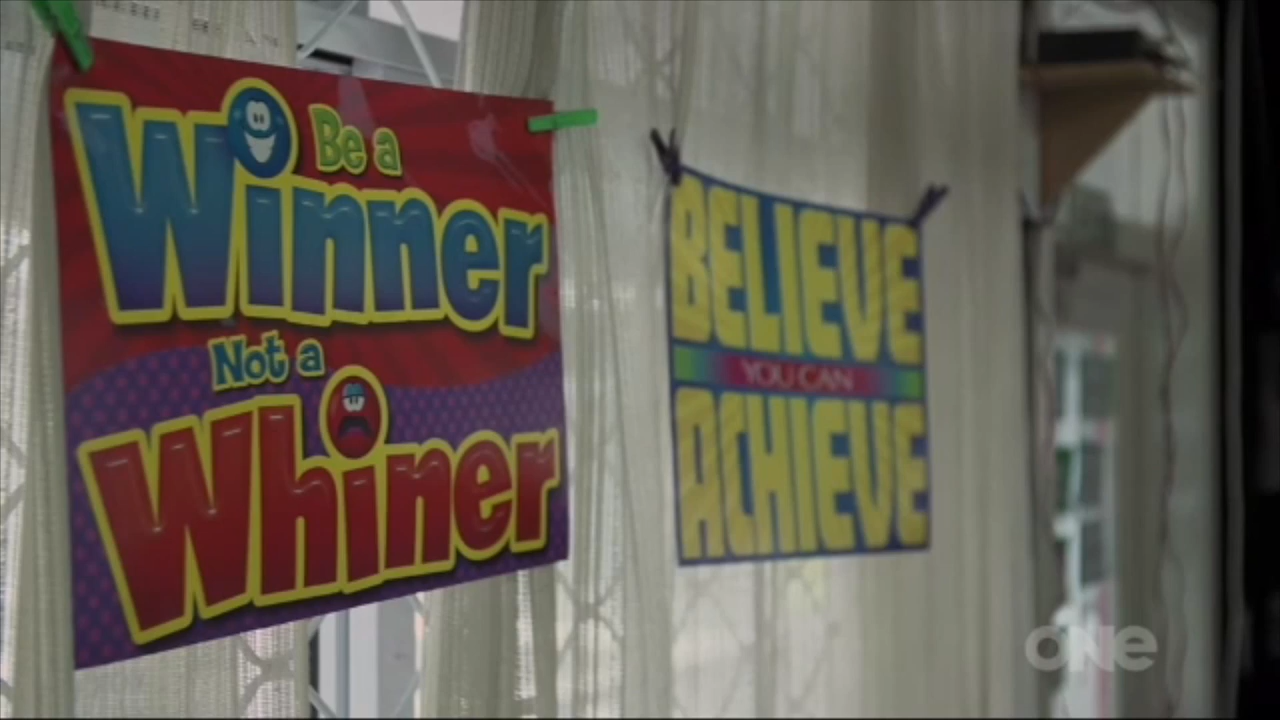 Be a
Winner
Not a
Whiner
BELIEVE
YOU CAN
ACHIEVE
ONE